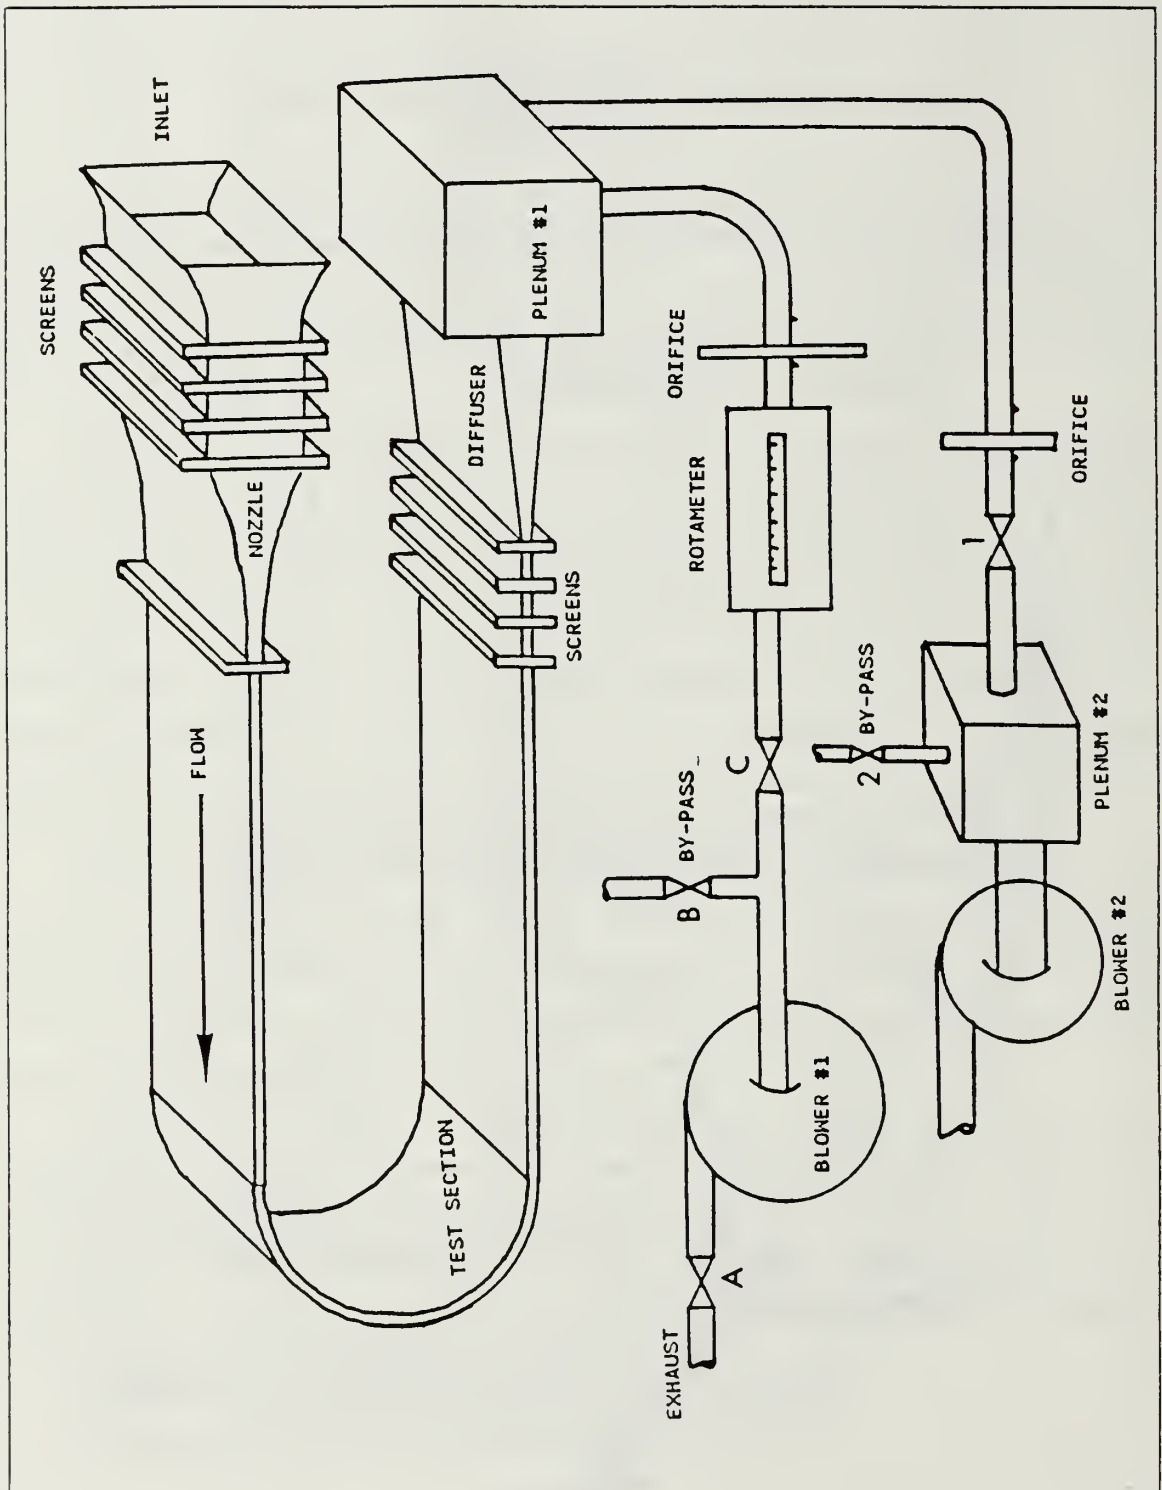 INLET
SCREENS
NOZZLE
FLOW
PLENUM #1
DIFFUSER
SCREENS
TEST SECTION
ORIFICE
ROTAMETER
C
BY-PASS
B
BLOWER #1
A
EXHAUST
ORIFICE
1
BY-PASS
2
PLENUM #2
BLOWER #2